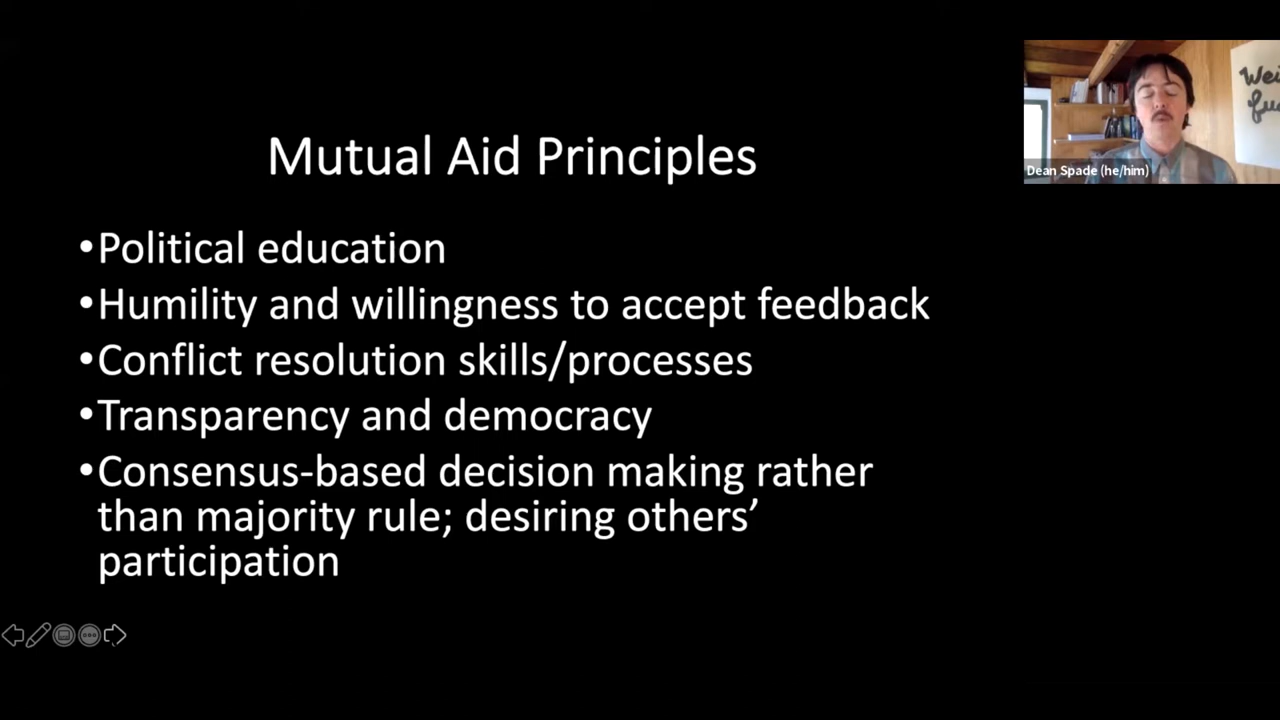 Mutual Aid Principles
•Political education
•Humility and willingness to accept feedback
•Conflict resolution skills/processes
•Transparency and democracy
•Consensus-based decision making rather
than majority rule; desiring others’
participation
Dean Spade (he/him)